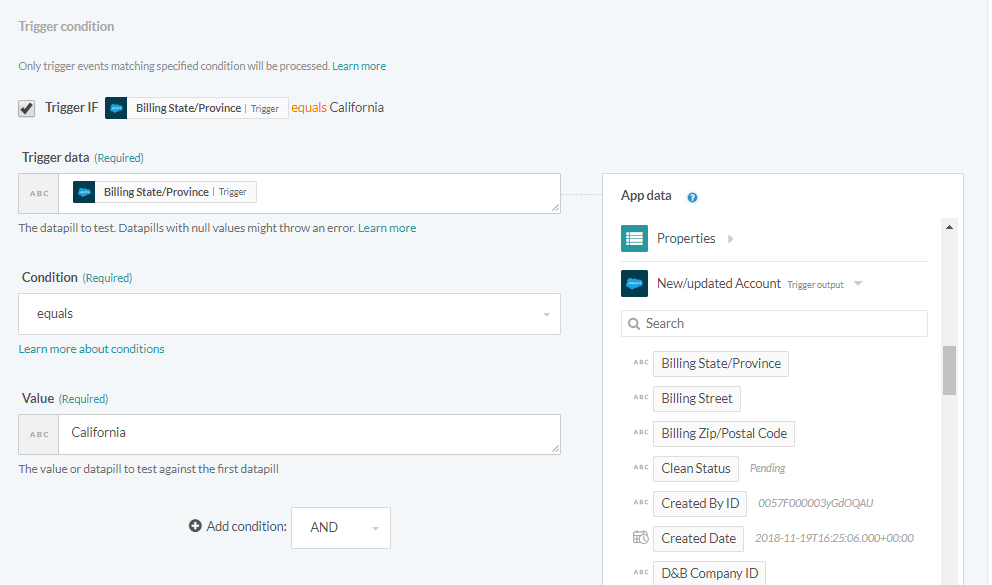 Trigger condition
Only trigger events matching specified condition will be processed. Learn more
Trigger IF Billing State/Province | Trigger equals California
Trigger data (Required)
ABC Billing State/Province | Trigger
The datapill to test. Datapills with null values might throw an error. Learn more
Condition (Required)
equals
Learn more about conditions
Value (Required)
ABC California
The value or datapill to test against the first datapill
Add condition: AND
App data ?
Properties
New/updated Account Trigger output
Search
ABC Billing State/Province
ABC Billing Street
ABC Billing Zip/Postal Code
ABC Clean Status Pending
ABC Created By ID 0057F000003yGdOQAU
Created Date 2018-11-19T16:25:06.000+00:00
ABC D&B Company ID